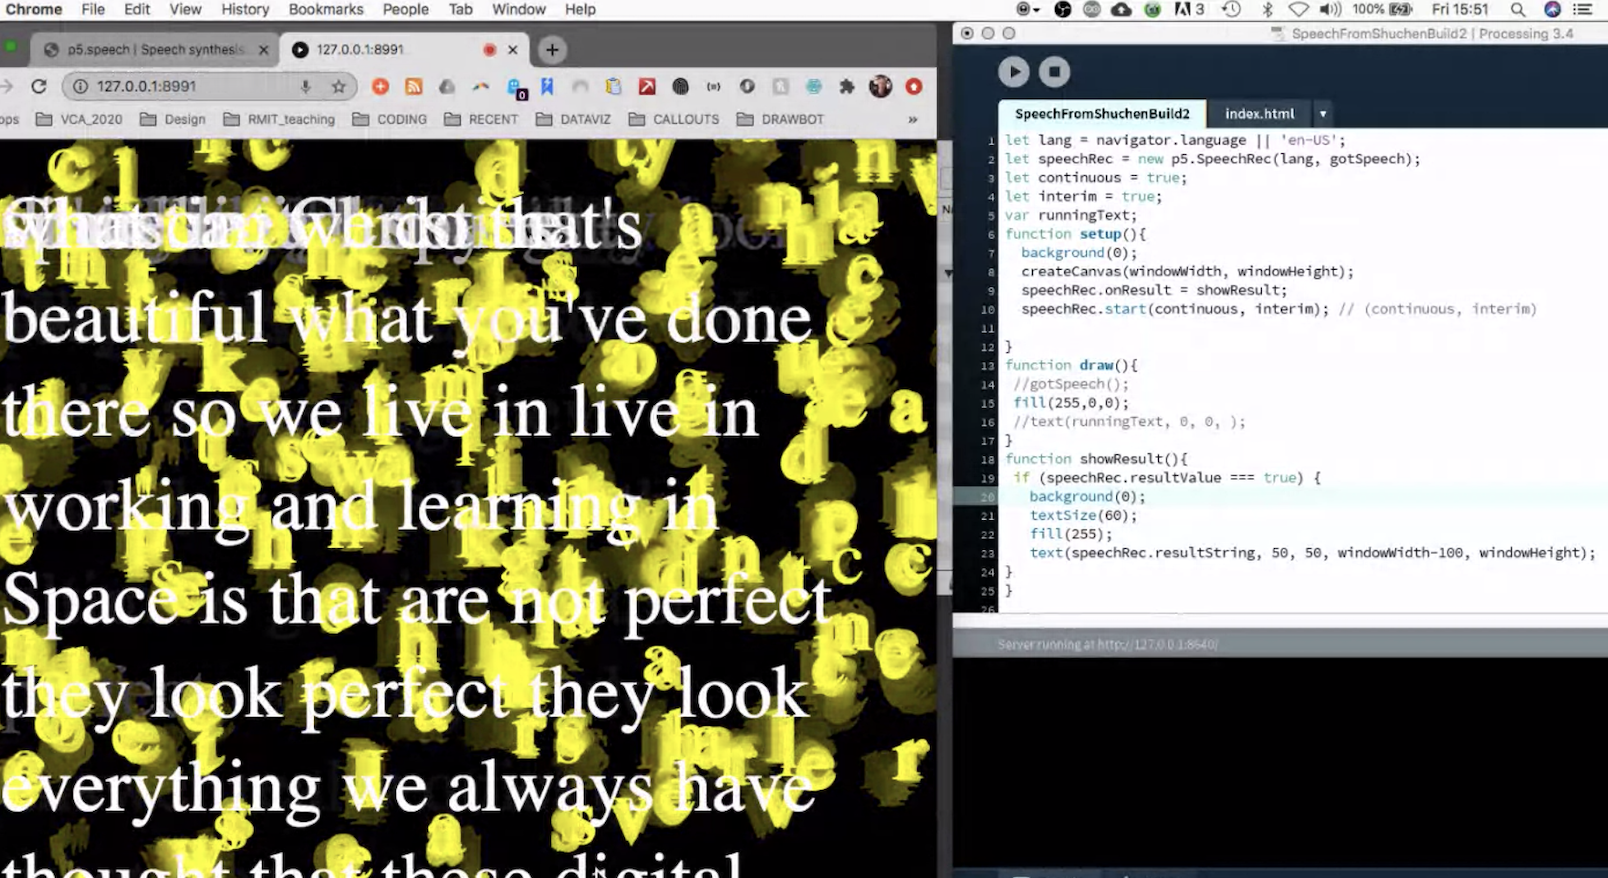 Chrome File Edit View History Bookmarks People Tab Window Help 3 100% Fri 15:51
p5.speech | Speech synthesis 127.0.0.1:8991
SpeechFromShuchenBuild2 | Processing 3.4
127.0.0.1:8991 0
ops VCA_2020 Design RMIT_teaching CODING RECENT DATAVIZ CALLOUTS DRAWBOT »
that's
beautiful what you've done
there so we live in live in
working and learning in
Space is that are not perfect
they look perfect they look
everything we always have
thought that these digital
SpeechFromShuchenBuild2 index.html
1 let lang = navigator.language || 'en-US';
2 let speechRec = new p5.SpeechRec(lang, gotSpeech);
3 let continuous = true;
4 let interim = true;
5 var runningText;
6 function setup(){
7 background(0);
8 createCanvas(windowWidth, windowHeight);
9 speechRec.onResult = showResult;
10 speechRec.start(continuous, interim); // (continuous, interim)
11
12 }
13 function draw(){
14 //gotSpeech();
15 fill(255,0,0);
16 //text(runningText, 0, 0, );
17 }
18 function showResult(){
19 if (speechRec.resultValue === true) {
20 background(0);
21 textSize(60);
22 fill(255);
23 text(speechRec.resultString, 50, 50, windowWidth-100, windowHeight);
24 }
25 }
26
Server running at http://127.0.0.1:8640/